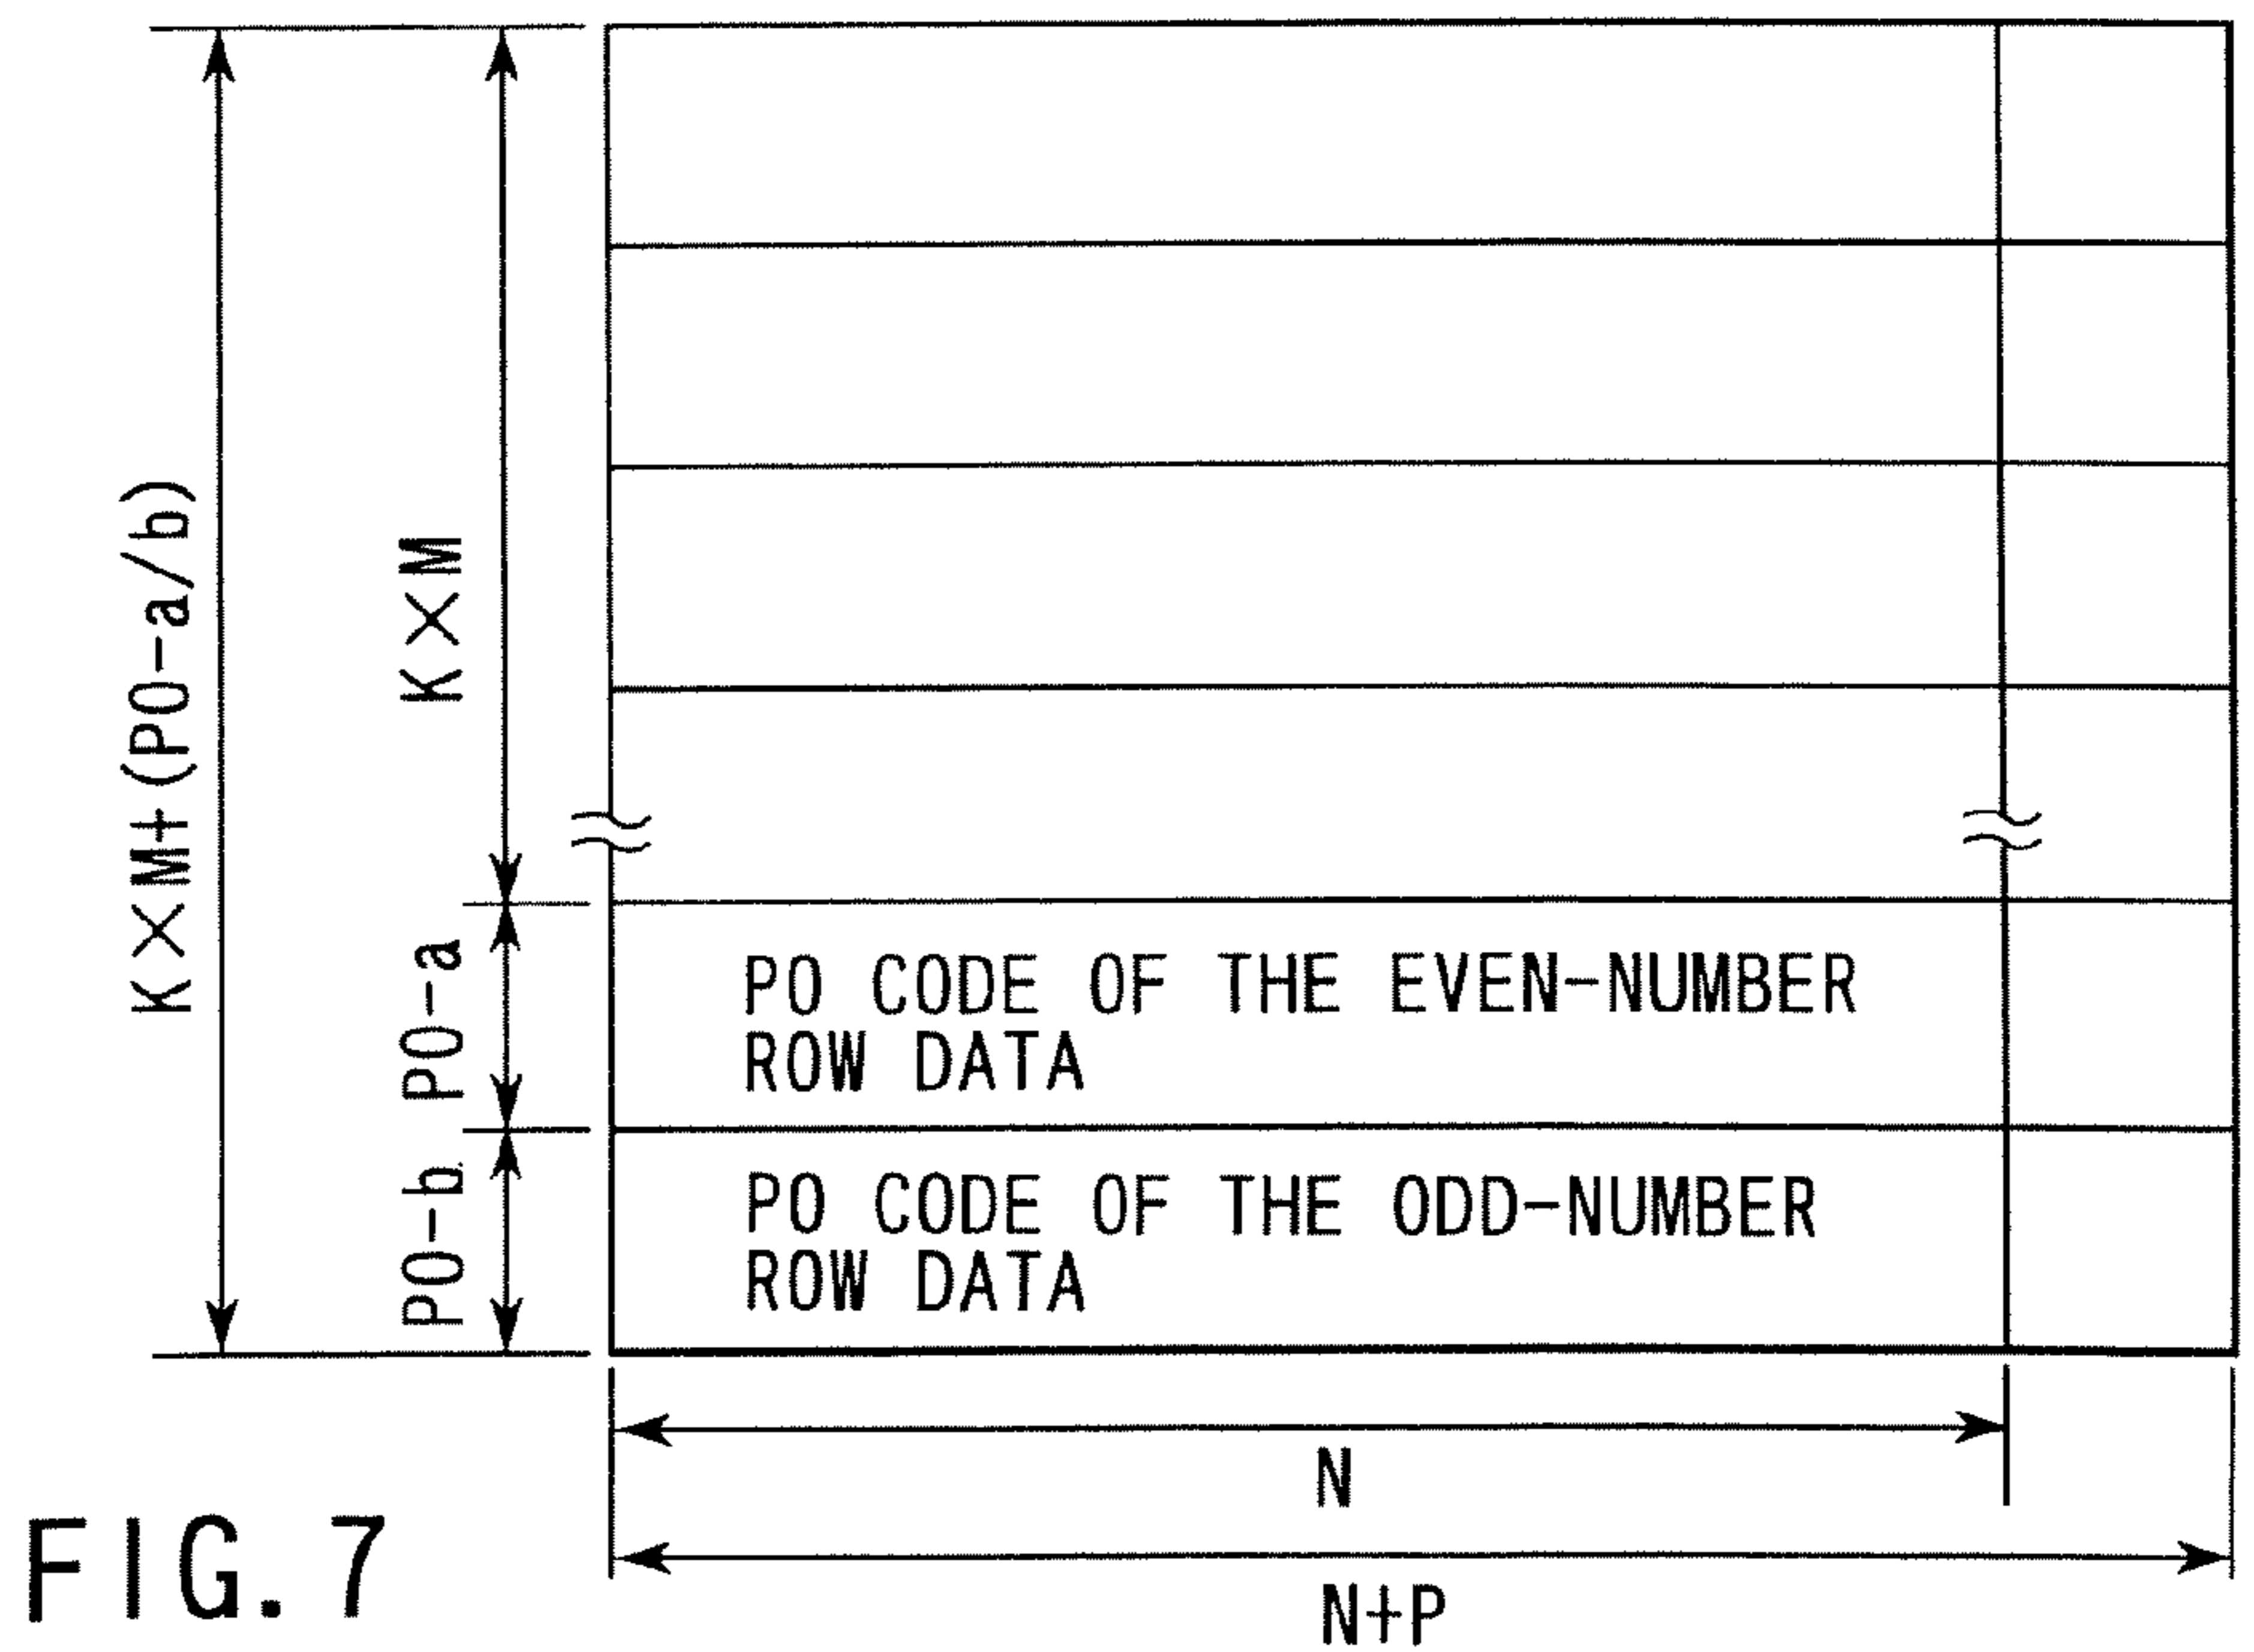 K×M+(PO-a/b)
K×M
PO-a
PO-b
PO CODE OF THE EVEN-NUMBER
ROW DATA
PO CODE OF THE ODD-NUMBER
ROW DATA
N
N+P
FIG. 7